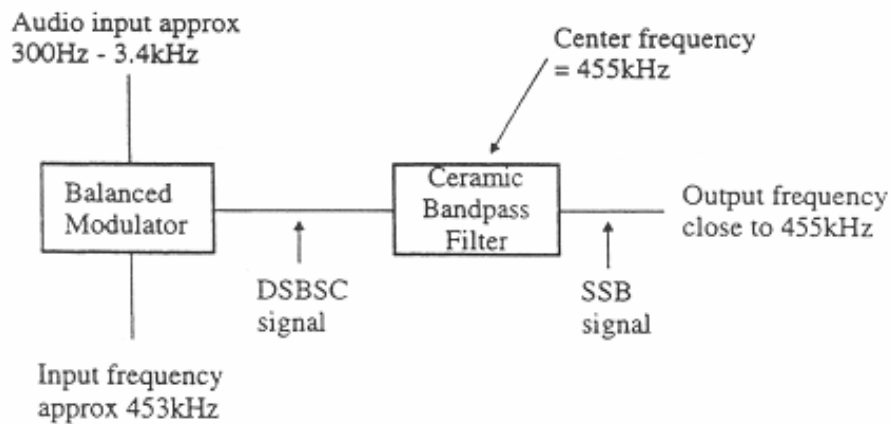 Audio input approx
300Hz - 3.4kHz
Center frequency
= 455kHz
Balanced
Modulator
Ceramic
Bandpass
Filter
Output frequency
close to 455kHz
DSBSC
signal
SSB
signal
Input frequency
approx 453kHz